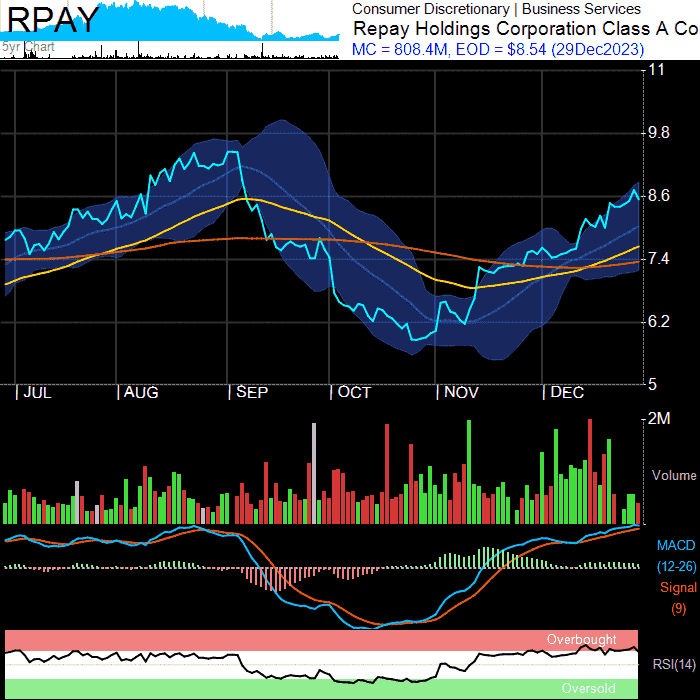 RPAY
5yr Chart
Consumer Discretionary | Business Services
Repay Holdings Corporation Class A Co
MC = 808.4M, EOD = $8.54 (29Dec2023)
11
9.8
8.6
7.4
6.2
5
| JUL | AUG | SEP | OCT | NOV | DEC
2M
Volume
MACD
(12-26)
Signal
(9)
Overbought
RSI(14)
Oversold